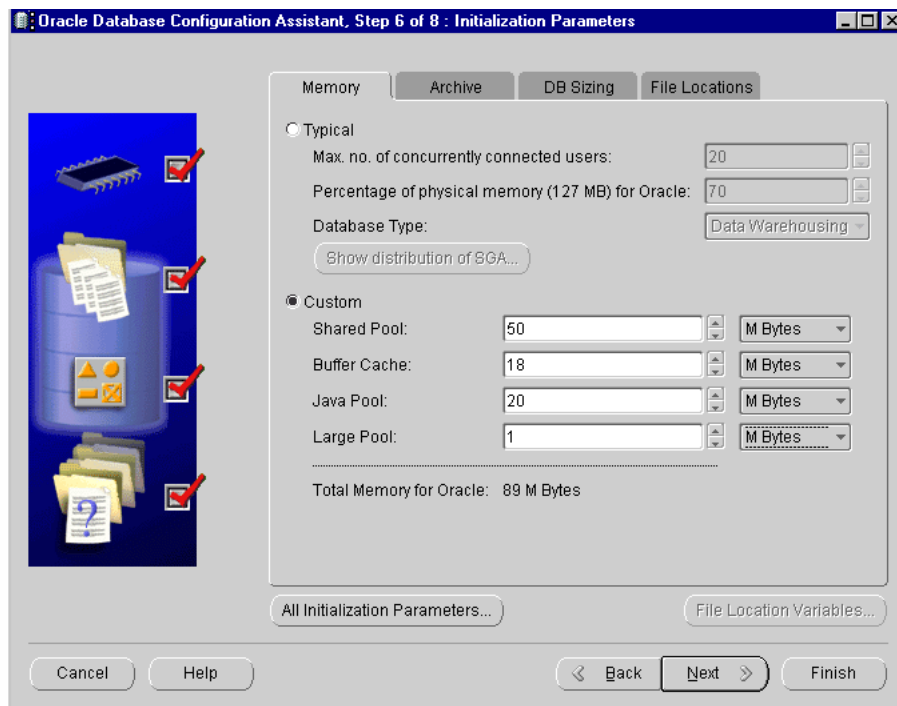 Oracle Database Configuration Assistant, Step 6 of 8 : Initialization Parameters
Memory Archive DB Sizing File Locations
Typical
Max. no. of concurrently connected users: 20
Percentage of physical memory (127 MB) for Oracle: 70
Database Type: Data Warehousing
Show distribution of SGA...
Custom
Shared Pool: 50 M Bytes
Buffer Cache: 18 M Bytes
Java Pool: 20 M Bytes
Large Pool: 1 M Bytes
Total Memory for Oracle: 89 M Bytes
?
All Initialization Parameters... File Location Variables...
Cancel Help Back Next Finish